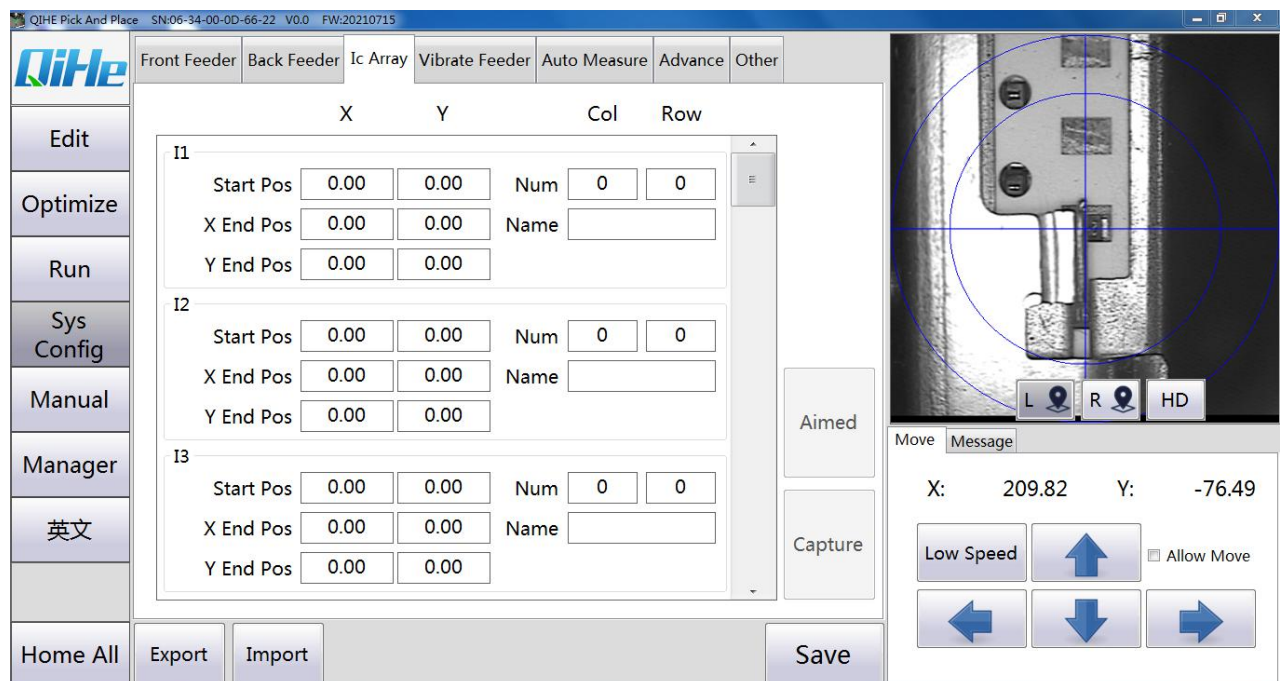 QIHE Pick And Place SN:06-34-00-0D-66-22 V0.0 FW:20210715
QiHe
Edit
Optimize
Run
Sys
Config
Manual
Manager
英文
Home All
Front Feeder Back Feeder Ic Array Vibrate Feeder Auto Measure Advance Other
X Y Col Row
I1
Start Pos 0.00 0.00 Num 0 0
X End Pos 0.00 0.00 Name
Y End Pos 0.00 0.00
I2
Start Pos 0.00 0.00 Num 0 0
X End Pos 0.00 0.00 Name
Y End Pos 0.00 0.00
I3
Start Pos 0.00 0.00 Num 0 0
X End Pos 0.00 0.00 Name
Y End Pos 0.00 0.00
Aimed
Capture
Export Import Save
L R HD
Move Message
X: 209.82 Y: -76.49
Low Speed Allow Move